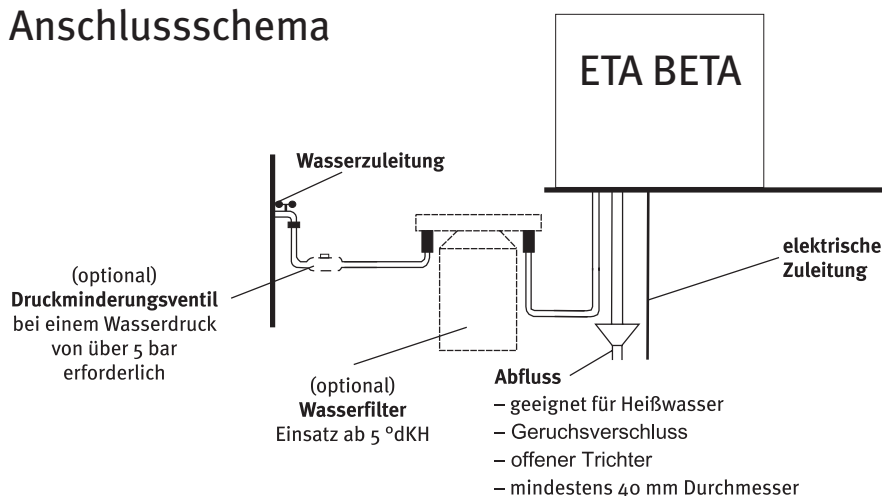 Anschlussschema
ETA BETA
Wasserzuleitung
elektrische
Zuleitung
(optional)
Druckminderungsventil
bei einem Wasserdruck
von über 5 bar
erforderlich
(optional)
Wasserfilter
Einsatz ab 5 °dKH
Abfluss
– geeignet für Heißwasser
– Geruchsverschluss
– offener Trichter
– mindestens 40 mm Durchmesser